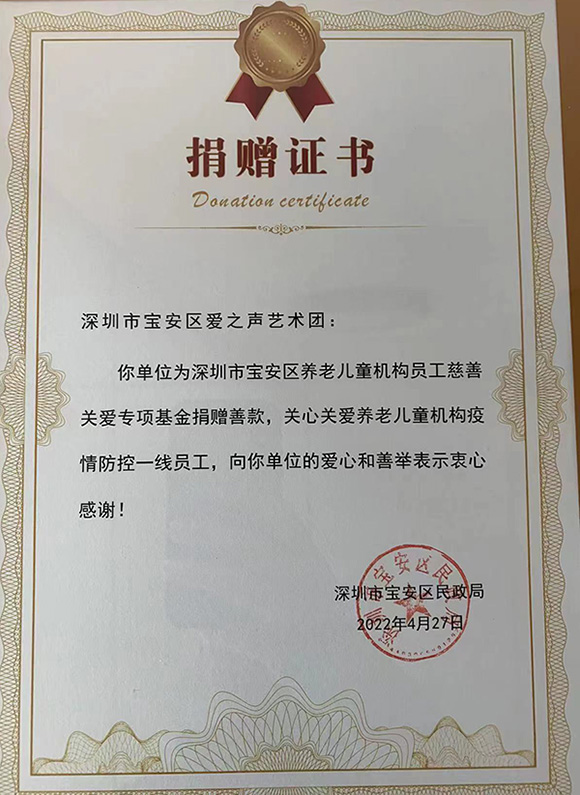 捐赠证书
Donation certificate
深圳市宝安区爱之声艺术团：
你单位为深圳市宝安区养老儿童机构员工慈善
关爱专项基金捐赠善款，关心关爱养老儿童机构疫
情防控一线员工，向你单位的爱心和善举表示衷心
感谢！
深圳市宝安区民政局
2022年4月27日